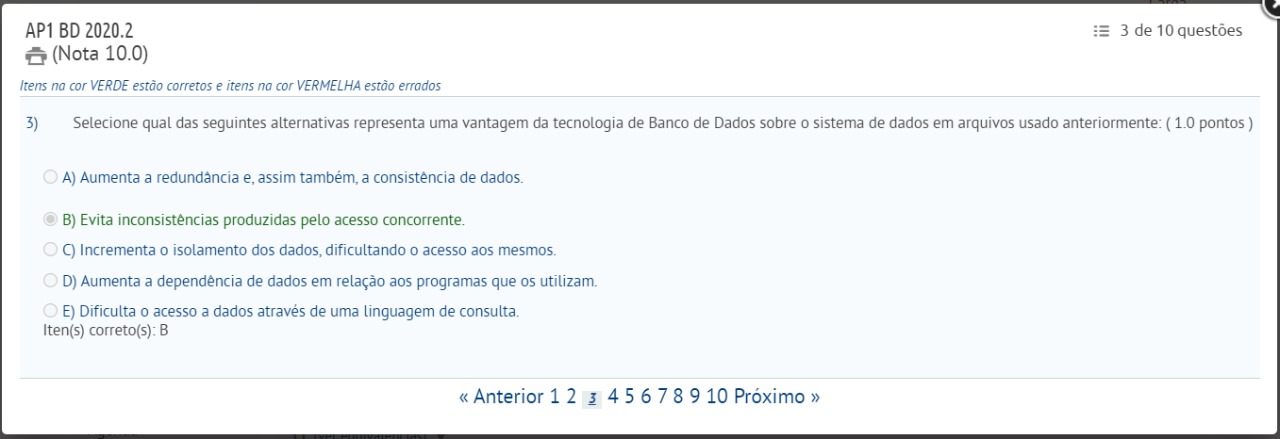 AP1 BD 2020.2
(Nota 10.0)
3 de 10 questões
Itens na cor VERDE estão corretos e itens na cor VERMELHA estão errados
3) Selecione qual das seguintes alternativas representa uma vantagem da tecnologia de Banco de Dados sobre o sistema de dados em arquivos usado anteriormente: ( 1.0 pontos )
A) Aumenta a redundância e, assim também, a consistência de dados.
B) Evita inconsistências produzidas pelo acesso concorrente.
C) Incrementa o isolamento dos dados, dificultando o acesso aos mesmos.
D) Aumenta a dependência de dados em relação aos programas que os utilizam.
E) Dificulta o acesso a dados através de uma linguagem de consulta.
Iten(s) correto(s): B
« Anterior 1 2 3 4 5 6 7 8 9 10 Próximo »